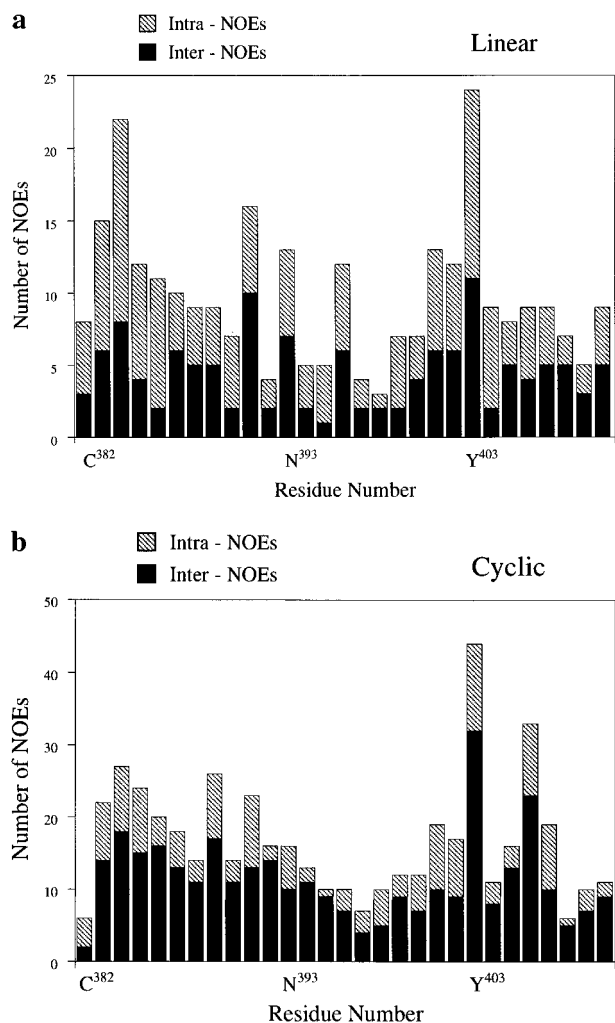 a
Intra - NOEs
Inter - NOEs
Linear
25
20
15
10
5
0
Number of NOEs
C³⁸² N³⁹³ Y⁴⁰³
Residue Number
b
Intra - NOEs
Inter - NOEs
Cyclic
50
40
30
20
10
0
Number of NOEs
C³⁸² N³⁹³ Y⁴⁰³
Residue Number